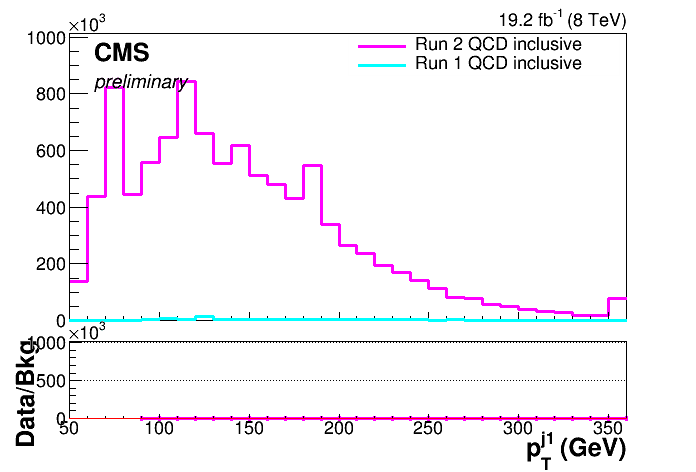 ×10³
19.2 fb⁻¹ (8 TeV)
1000
CMS
preliminary
Run 2 QCD inclusive
Run 1 QCD inclusive
800
600
400
200
0
×10³
1000
500
0
Data/Bkg.
50 100 150 200 250 300 350
p_T^{j1} (GeV)